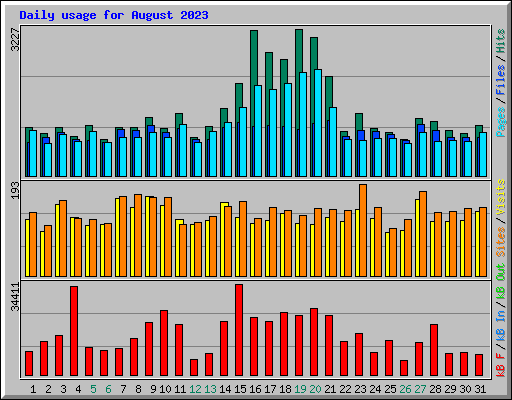 Daily usage for August 2023
3227
193
34411
Pages / Files / Hits
Sites / Visits
kB F / kB In / kB Out
1 2 3 4 5 6 7 8 9 10 11 12 13 14 15 16 17 18 19 20 21 22 23 24 25 26 27 28 29 30 31